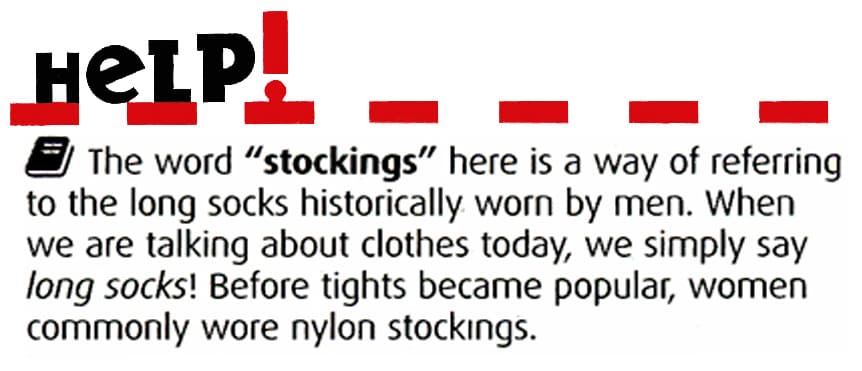 HeLP!
The word “stockings” here is a way of referring
to the long socks historically worn by men. When
we are talking about clothes today, we simply say
long socks! Before tights became popular, women
commonly wore nylon stockings.